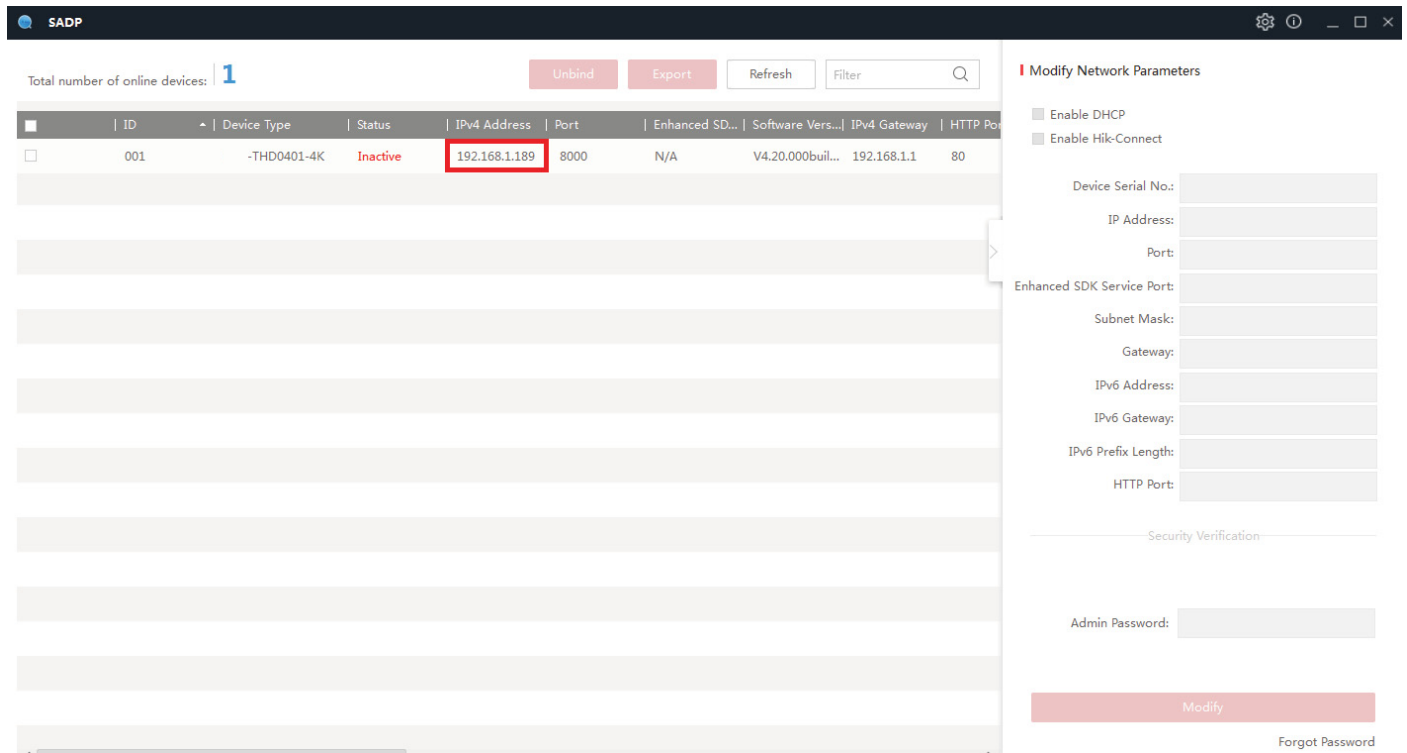 SADP
Total number of online devices: 1
Unbind
Export
Refresh
Filter
ID | Device Type | Status | IPv4 Address | Port | Enhanced SD... | Software Vers... | IPv4 Gateway | HTTP Por
001 -THD0401-4K Inactive 192.168.1.189 8000 N/A V4.20.000buil... 192.168.1.1 80
Modify Network Parameters
Enable DHCP
Enable Hik-Connect
Device Serial No.:
IP Address:
Port:
Enhanced SDK Service Port:
Subnet Mask:
Gateway:
IPv6 Address:
IPv6 Gateway:
IPv6 Prefix Length:
HTTP Port:
Security Verification
Admin Password:
Modify
Forgot Password